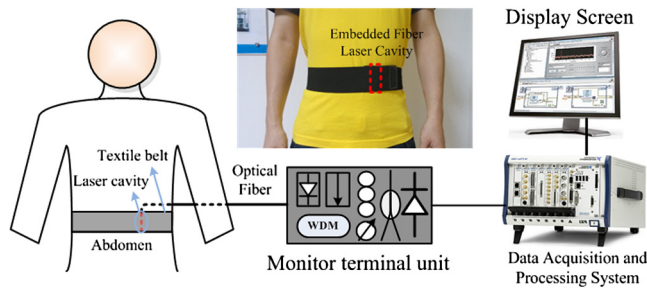 Display Screen
Embedded Fiber
Laser Cavity
Textile belt
Laser cavity
Optical
Fiber
WDM
Abdomen
Monitor terminal unit
Data Acquisition and
Processing System